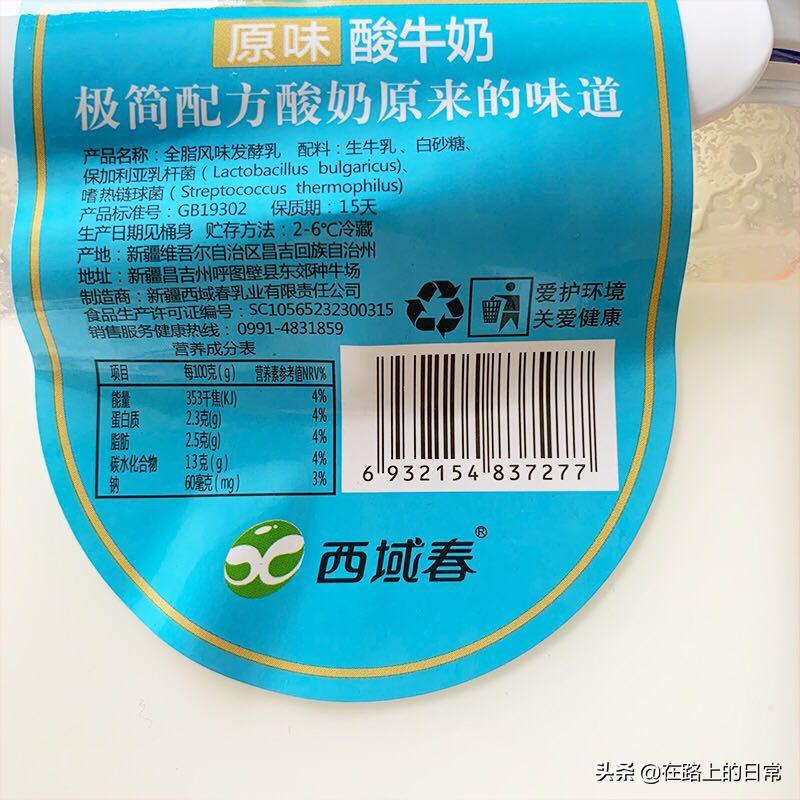 原味 酸牛奶
极简配方酸奶原来的味道
产品名称：全脂风味发酵乳 配料：生牛乳、白砂糖、
保加利亚乳杆菌（Lactobacillus bulgaricus)、
嗜热链球菌（Streptococcus thermophilus)
产品标准号：GB19302 保质期：15天
生产日期见桶身 贮存方法：2-6℃冷藏
产地：新疆维吾尔自治区昌吉回族自治州
地址：新疆昌吉州呼图壁县东郊种牛场
制造商：新疆西域春乳业有限责任公司
食品生产许可证编号：SC10565232300315
销售服务健康热线：0991-4831859
爱护环境
关爱健康
营养成分表
项目 每100克(g) 营养素参考值NRV%
能量 353千焦(KJ) 4%
蛋白质 2.3克(g) 4%
脂肪 2.5克(g) 4%
碳水化合物 13克(g) 4%
钠 60毫克(mg) 3%
6 932154 837277
西域春®
头条 @在路上的日常